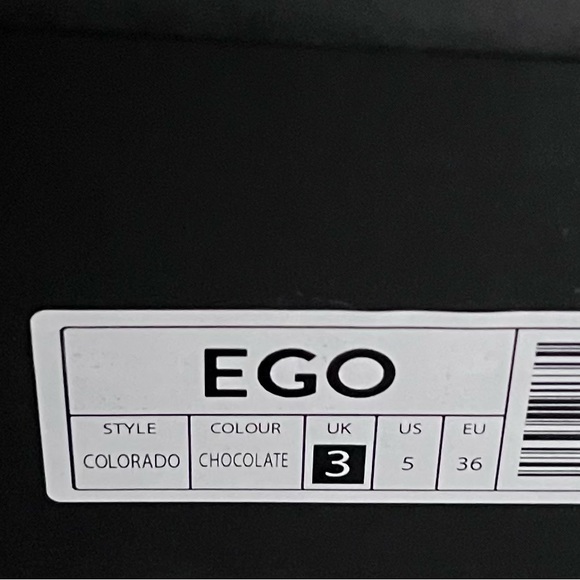 EGO
STYLE COLOUR UK US EU
COLORADO CHOCOLATE 3 5 36